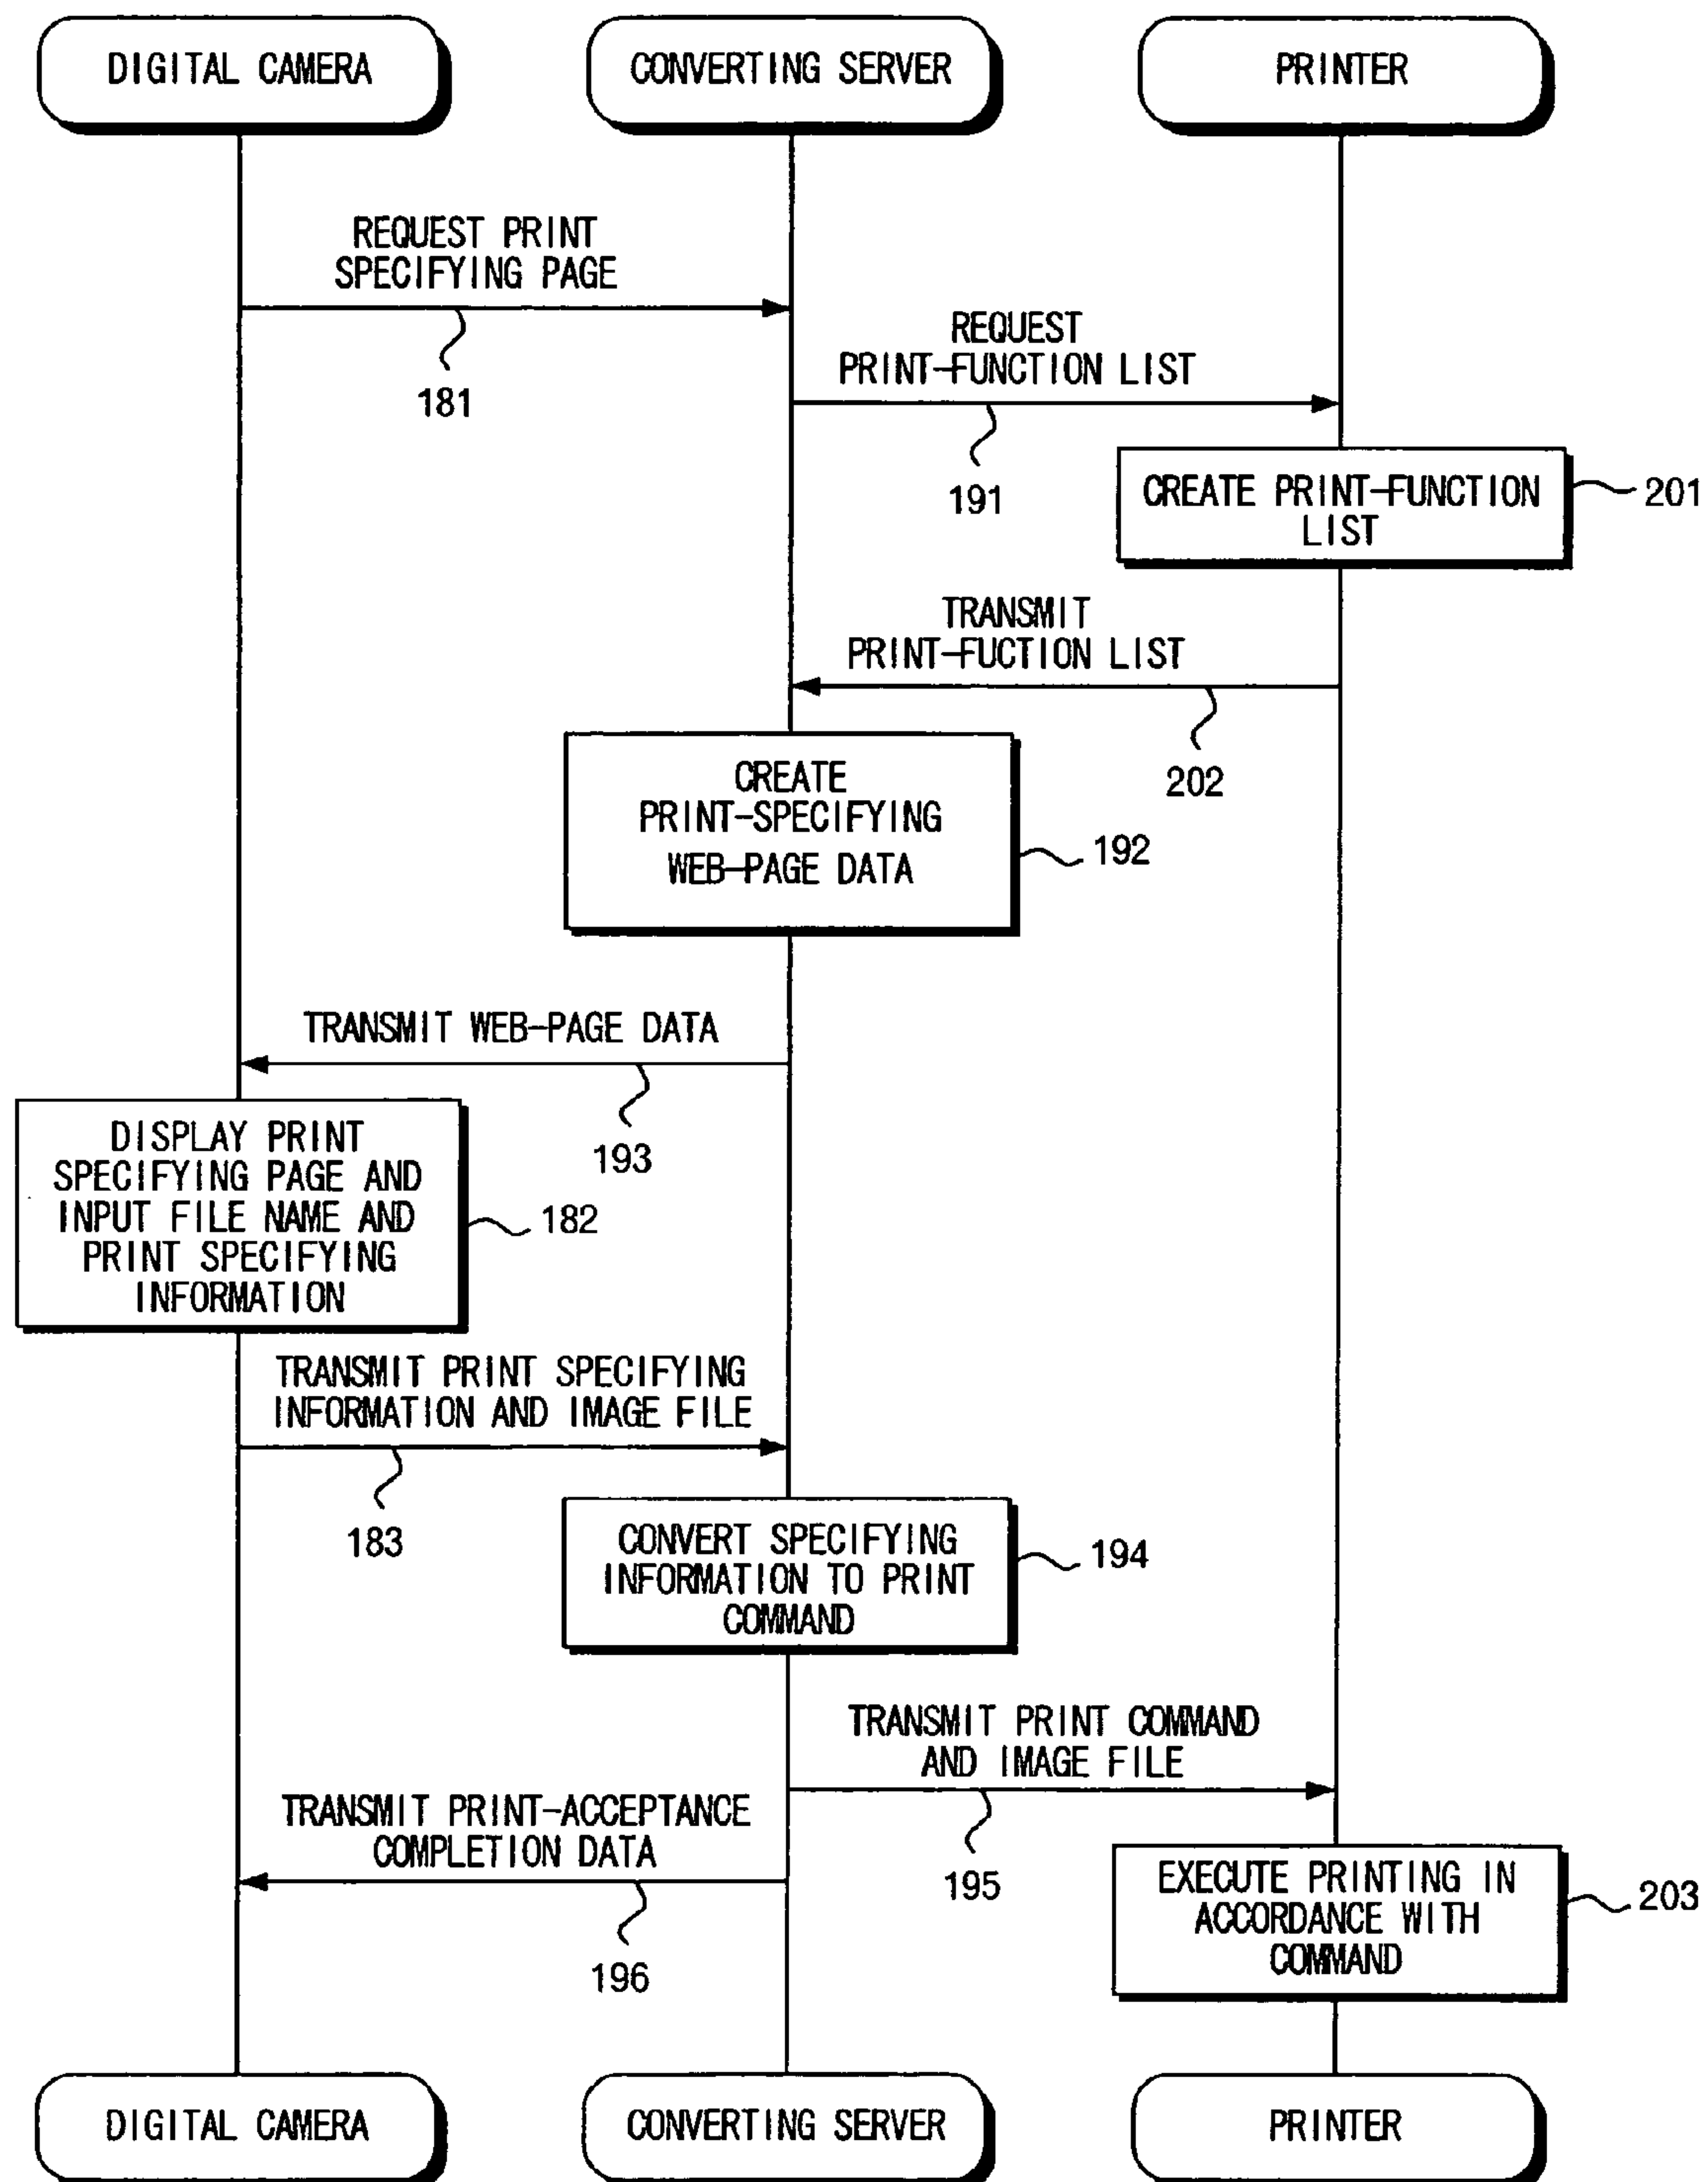 DIGITAL CAMERA
CONVERTING SERVER
PRINTER
REQUEST PRINT
SPECIFYING PAGE
181
REQUEST
PRINT-FUNCTION LIST
191
CREATE PRINT-FUNCTION
LIST
201
TRANSMIT
PRINT-FUCTION LIST
202
CREATE
PRINT-SPECIFYING
WEB-PAGE DATA
192
TRANSMIT WEB-PAGE DATA
193
DISPLAY PRINT
SPECIFYING PAGE AND
INPUT FILE NAME AND
PRINT SPECIFYING
INFORMATION
182
TRANSMIT PRINT SPECIFYING
INFORMATION AND IMAGE FILE
183
CONVERT SPECIFYING
INFORMATION TO PRINT
COMMAND
194
TRANSMIT PRINT COMMAND
AND IMAGE FILE
195
TRANSMIT PRINT-ACCEPTANCE
COMPLETION DATA
196
EXECUTE PRINTING IN
ACCORDANCE WITH
COMMAND
203
DIGITAL CAMERA
CONVERTING SERVER
PRINTER